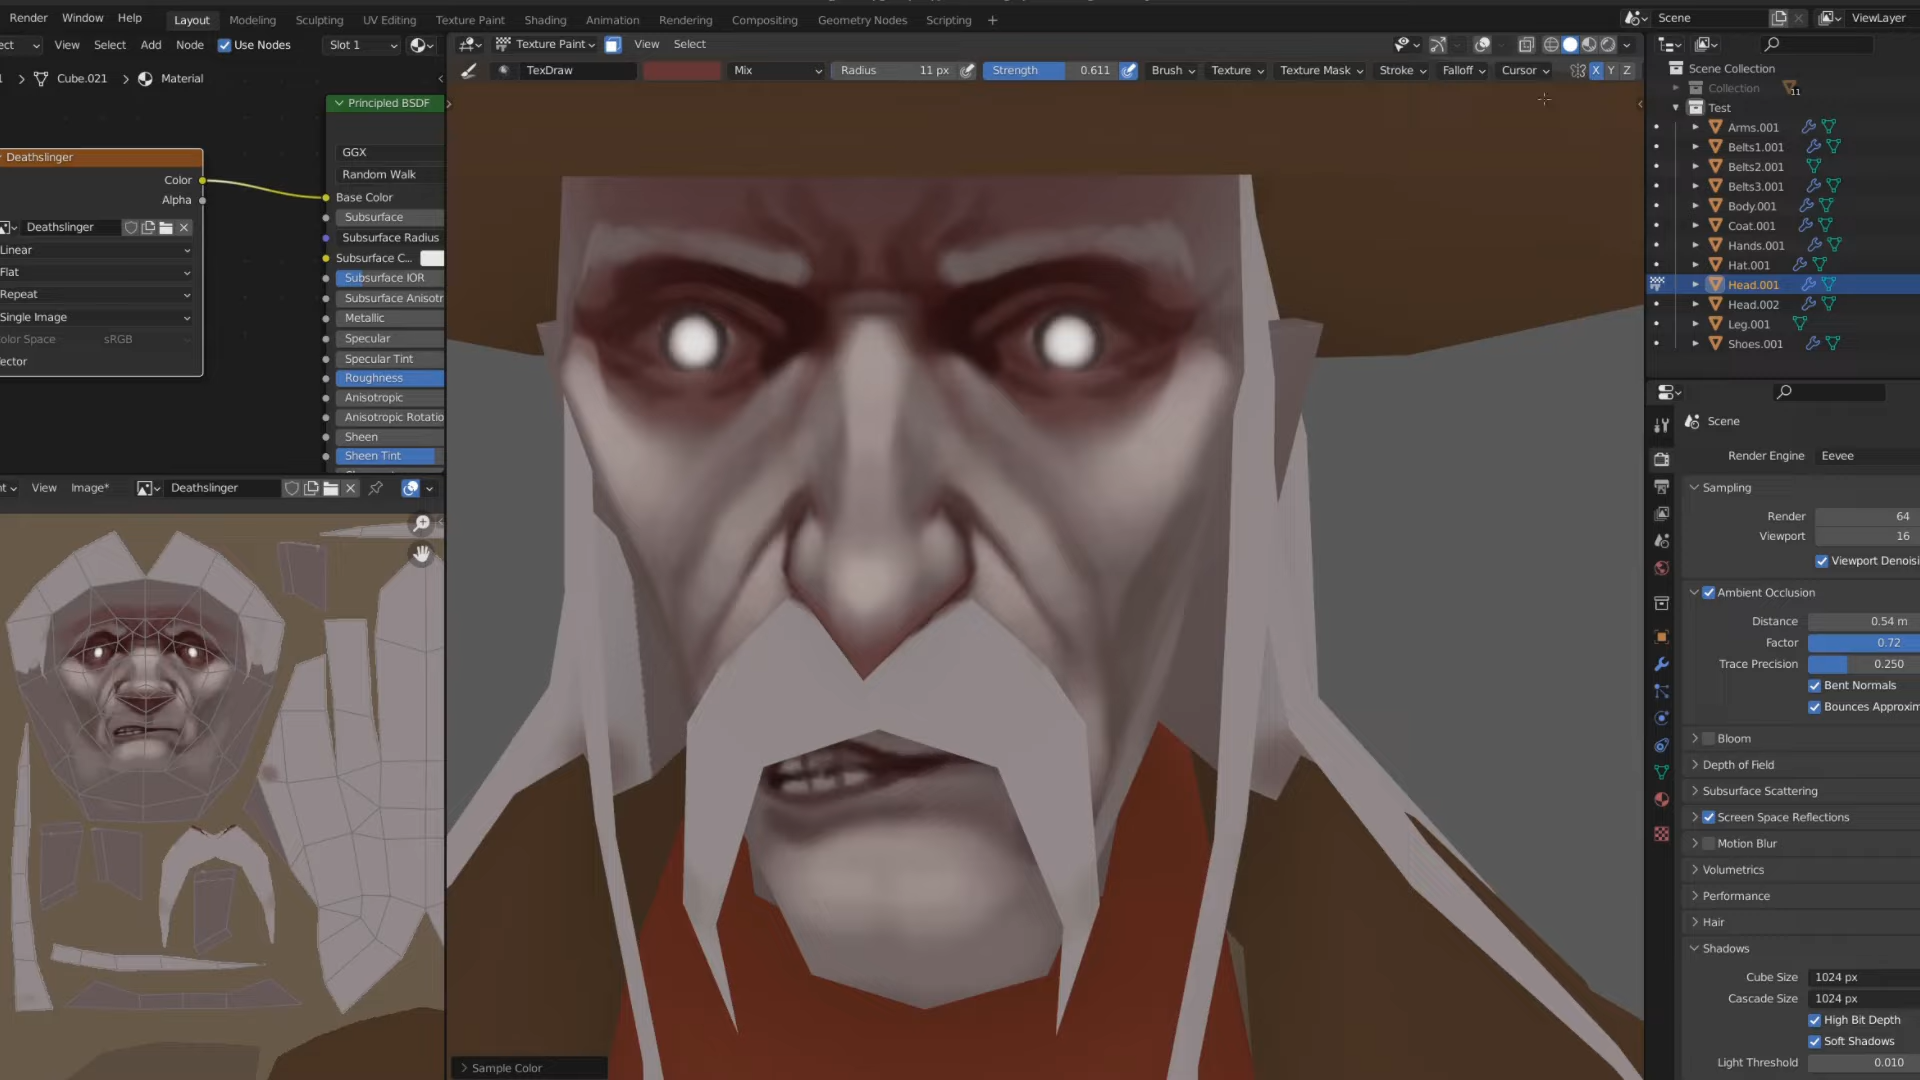 Render Window Help Layout Modeling Sculpting UV Editing Texture Paint Shading Animation Rendering Compositing Geometry Nodes Scripting + Scene ViewLayer
View Select Add Node Use Nodes Slot 1 Texture Paint View Select
TexDraw Mix Radius 11 px Strength 0.611 Brush Texture Texture Mask Stroke Falloff Cursor X Y Z
Cube.021 > Material
Principled BSDF
GGX
Random Walk
Base Color
Subsurface
Subsurface Radius
Subsurface C...
Subsurface IOR
Subsurface Anisotr
Metallic
Specular
Specular Tint
Roughness
Anisotropic
Anisotropic Rotatio
Sheen
Sheen Tint
Deathslinger
Color
Alpha
Deathslinger
Linear
Flat
Repeat
Single Image
olor Space sRGB
ector
View Image* Deathslinger
Sample Color
Scene Collection
Collection 11
Test
Arms.001
Belts1.001
Belts2.001
Belts3.001
Body.001
Coat.001
Hands.001
Hat.001
Head.001
Head.002
Leg.001
Shoes.001
Scene
Render Engine Eevee
Sampling
Render 64
Viewport 16
Viewport Denoisi
Ambient Occlusion
Distance 0.54 m
Factor 0.72
Trace Precision 0.250
Bent Normals
Bounces Approxim
Bloom
Depth of Field
Subsurface Scattering
Screen Space Reflections
Motion Blur
Volumetrics
Performance
Hair
Shadows
Cube Size 1024 px
Cascade Size 1024 px
High Bit Depth
Soft Shadows
Light Threshold 0.010